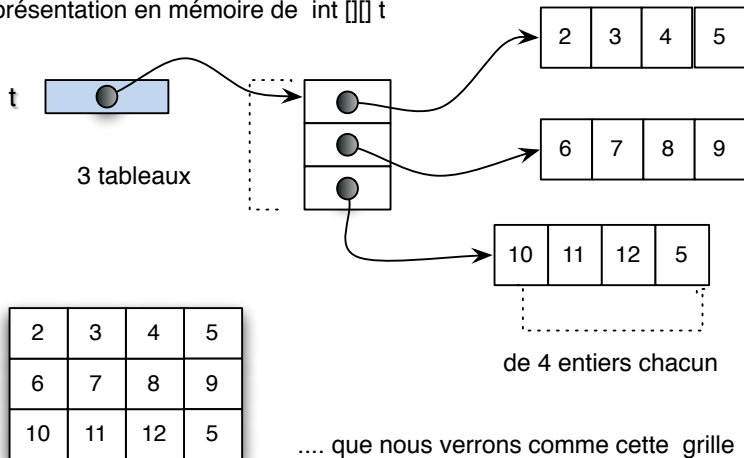 présentation en mémoire de int [][] t
2 3 4 5
t
3 tableaux
6 7 8 9
10 11 12 5
de 4 entiers chacun
2 3 4 5
6 7 8 9
10 11 12 5
.... que nous verrons comme cette grille